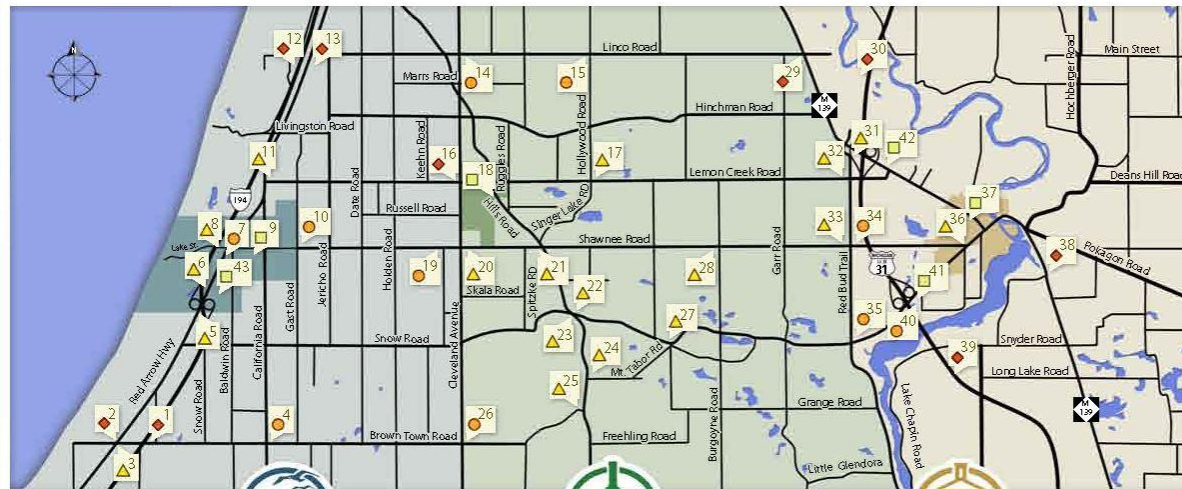 N
12
13
Linco Road
30
Main Street
Marrs Road
14
15
29
Hochberger Road
Hinchman Road
M
139
Livingston Road
Keehn Road
Ruggles Road
Hollywood Road
31
42
11
16
17
32
18
Lemon Creek Road
Deans Hill Road
194
Date Road
Russell Road
Hills Road
Singer Lake RD
37
8
7
9
10
33
34
36
Lake St.
Shawnee Road
38
Pokagon Road
6
43
Jericho Road
Holden Road
19
20
21
28
Garr Road
Red Bud Trail
31
41
Skala Road
Spitzke RD
22
Gast Road
27
35
40
5
Snow Road
Cleveland Avenue
23
24
Mt. Tabor Rd
39
Snyder Road
Red Arrow Hwy
Snow Road
Baldwin Road
California Road
25
Long Lake Road
2
1
4
26
Burgoyne Road
Grange Road
Lake Chapin Road
M
139
Brown Town Road
Freehling Road
3
Little Glendora